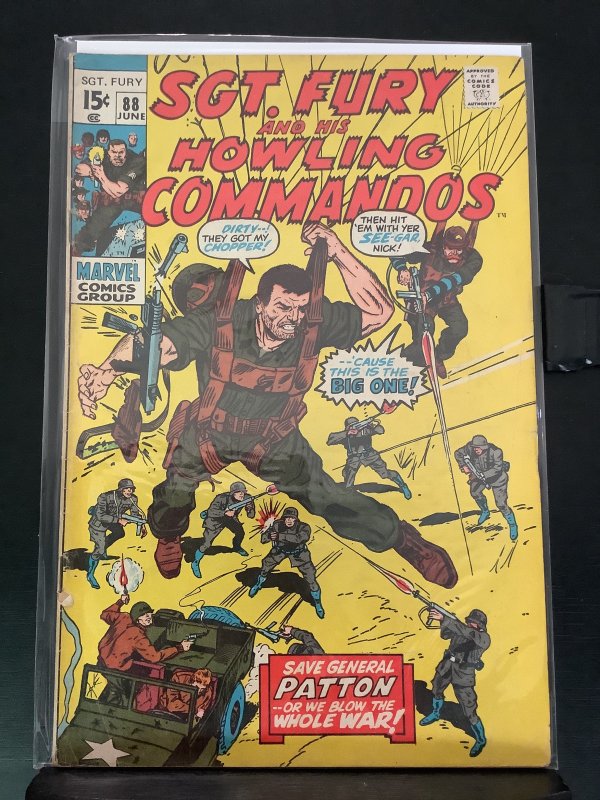 SGT. FURY
15¢
88
JUNE
CC
MARVEL
COMICS
GROUP
SGT. FURY
AND HIS
HOWLING
COMMANDOS
TM
APPROVED
BY THE
COMICS
CODE
AUTHORITY
DIRTY--!
THEY GOT MY
CHOPPER!
THEN HIT
'EM WITH YER
SEE-GAR,
NICK!
--'CAUSE
THIS IS THE
BIG ONE!
SAVE GENERAL
PATTON
--OR WE BLOW THE
WHOLE WAR!